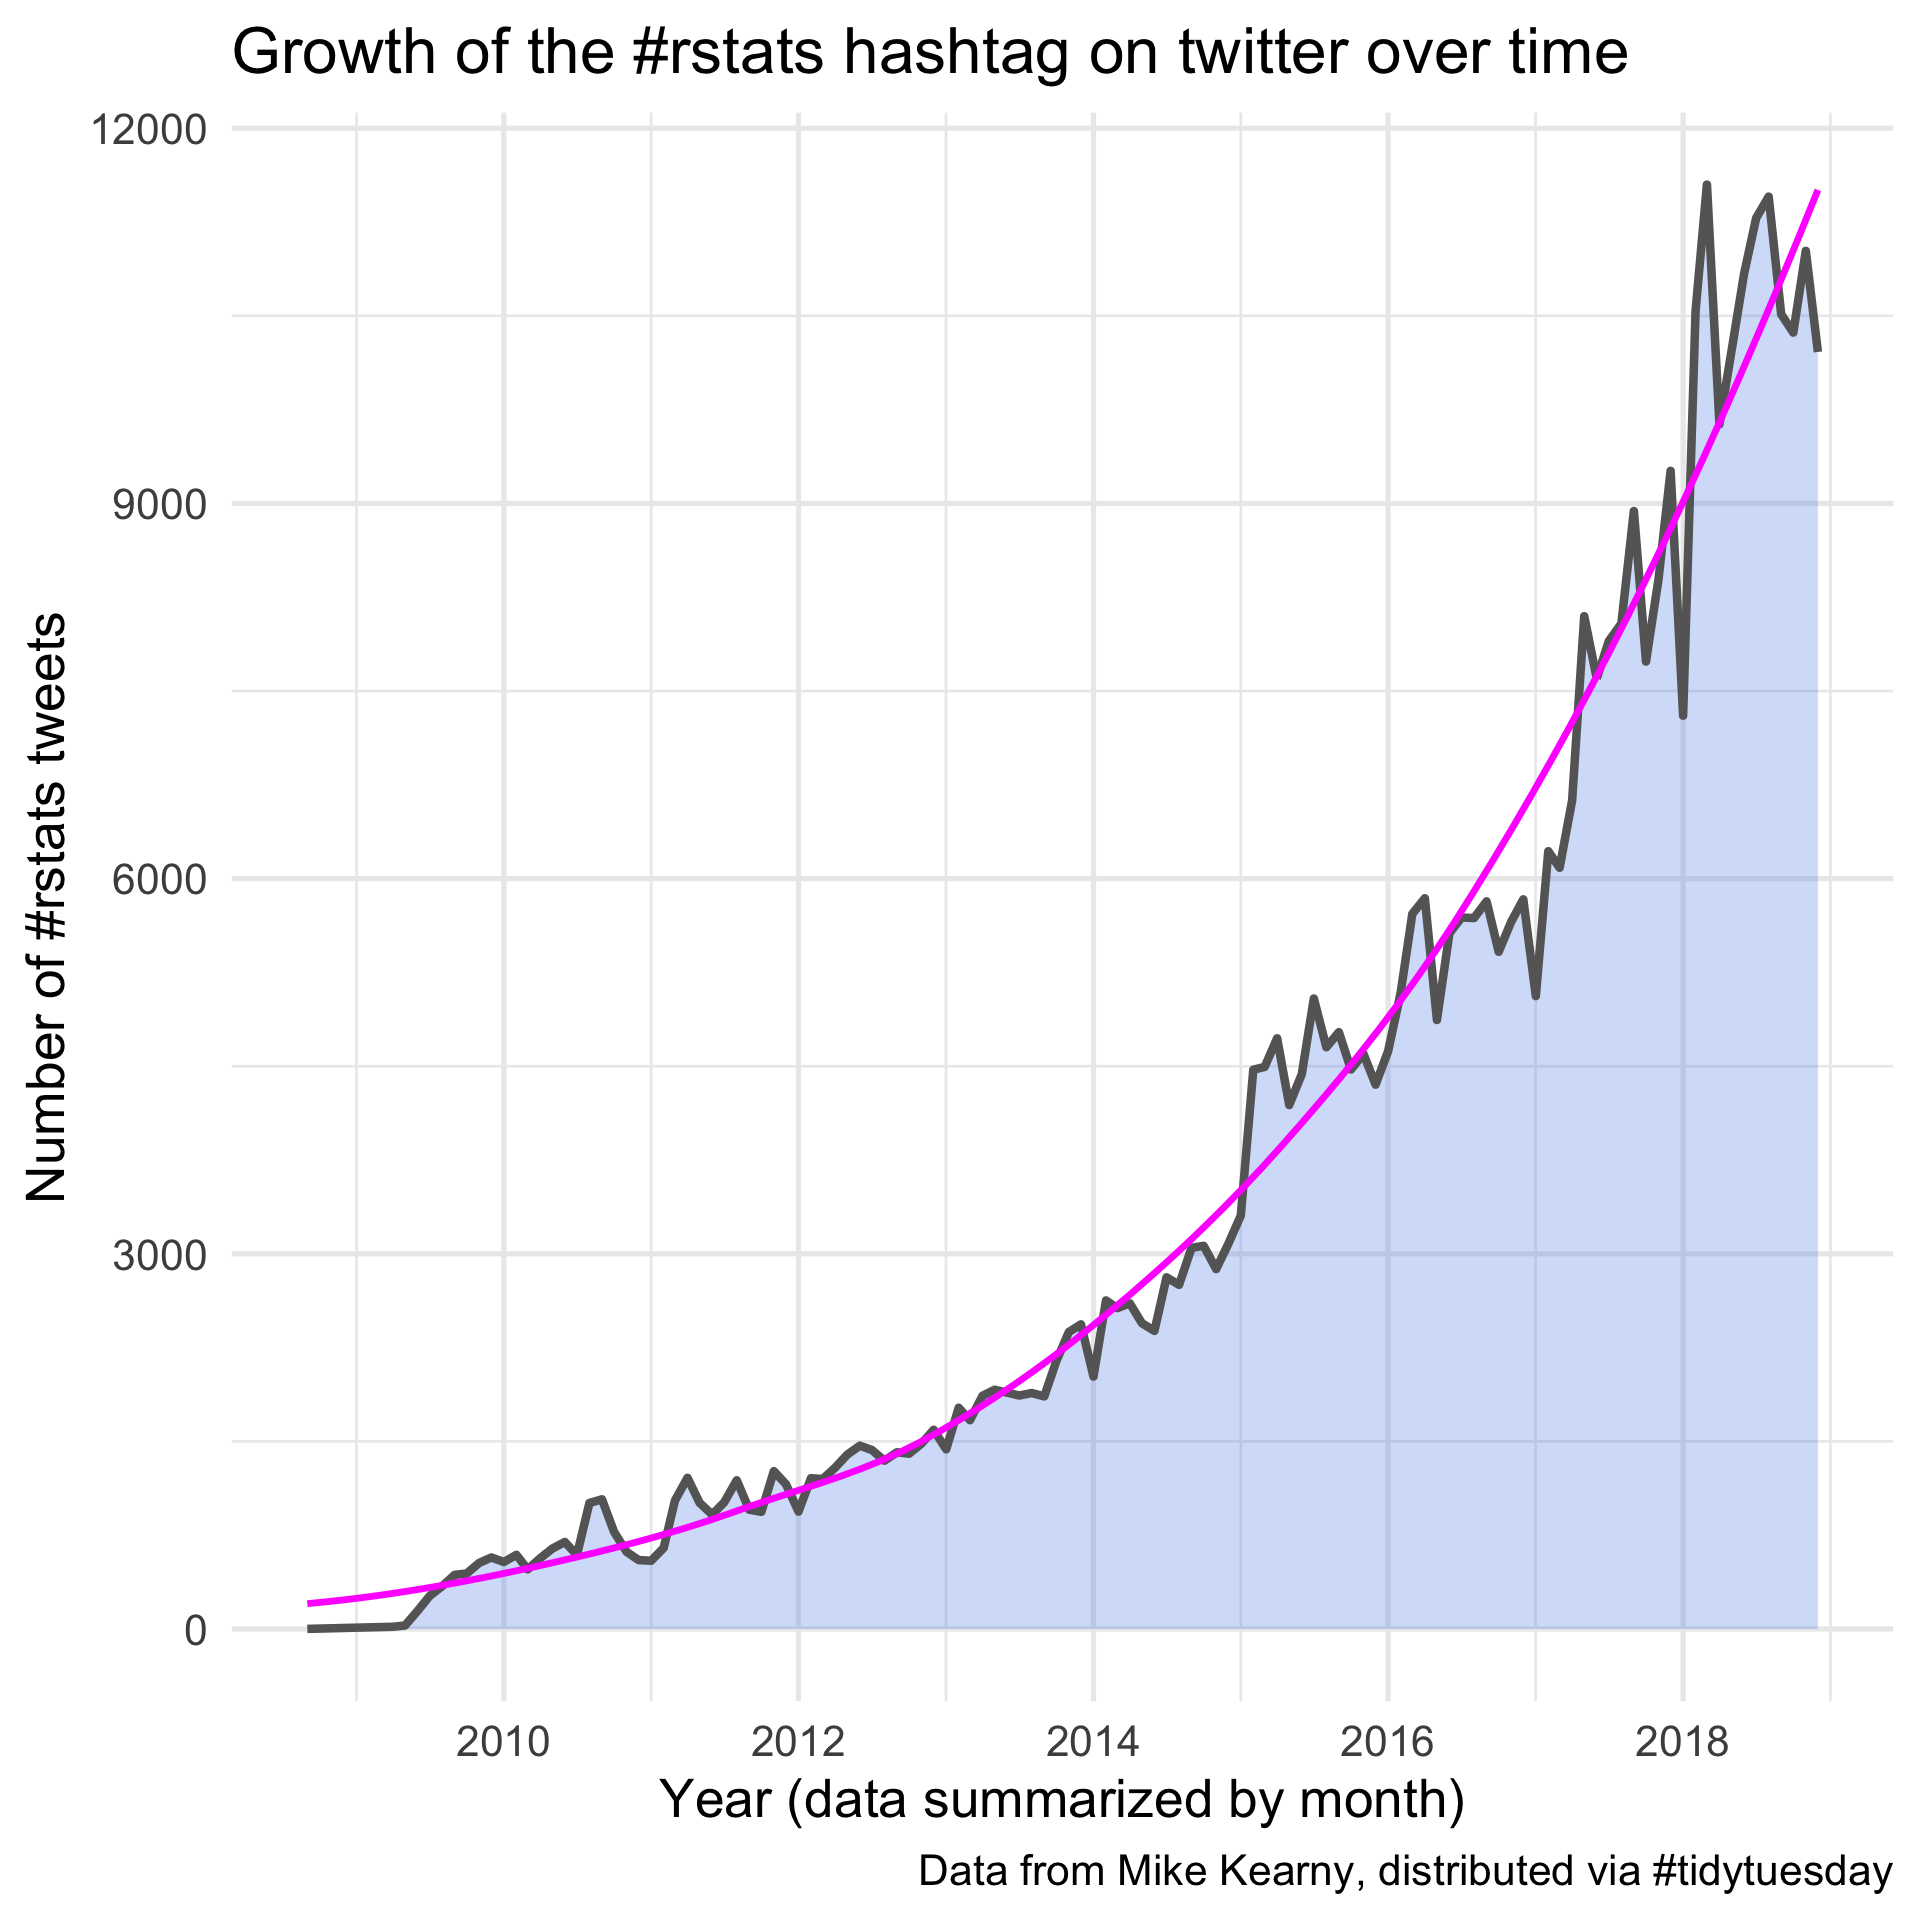 Growth of the #rstats hashtag on twitter over time
12000
9000
6000
3000
0
Number of #rstats tweets
2010 2012 2014 2016 2018
Year (data summarized by month)
Data from Mike Kearny, distributed via #tidytuesday